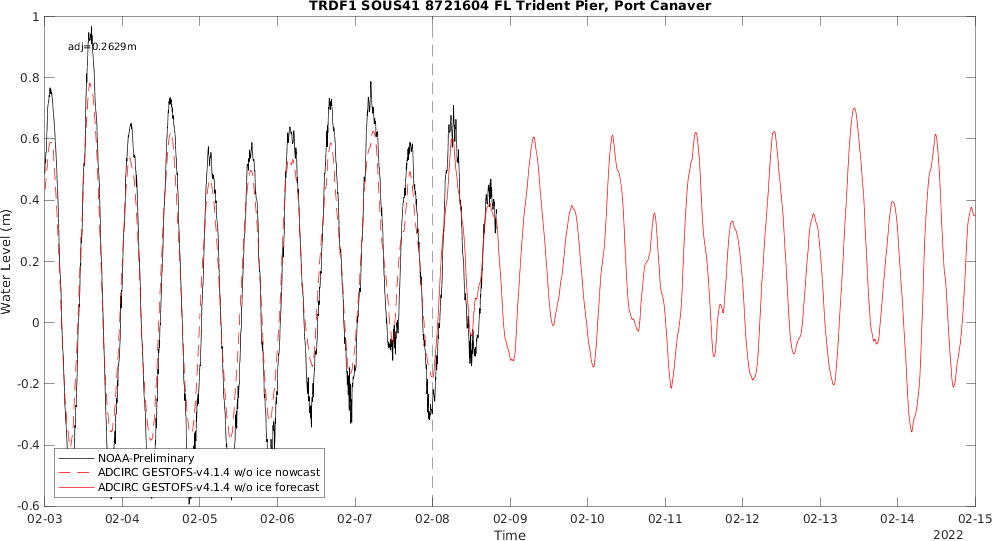 TRDF1 SOUS41 8721604 FL Trident Pier, Port Canaver
adj=0.2629m
Water Level (m)
1
0.8
0.6
0.4
0.2
0
-0.2
-0.4
-0.6
NOAA-Preliminary
ADCIRC GESTOFS-v4.1.4 w/o ice nowcast
ADCIRC GESTOFS-v4.1.4 w/o ice forecast
02-03 02-04 02-05 02-06 02-07 02-08 02-09 02-10 02-11 02-12 02-13 02-14 02-15
Time
2022